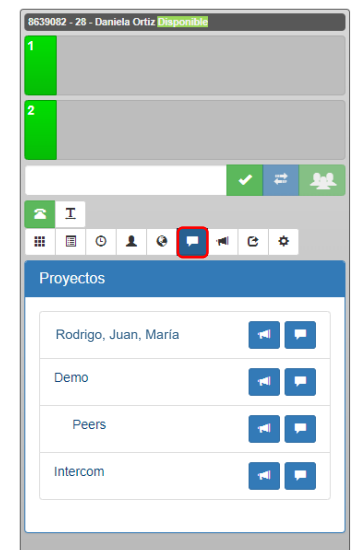 8639082 - 28 - Daniela Ortiz Disponible
1
2
T
Proyectos
Rodrigo, Juan, María
Demo
Peers
Intercom